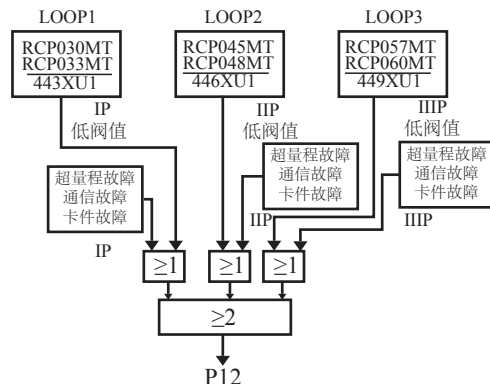 LOOP1 LOOP2 LOOP3
RCP030MT
RCP033MT
443XU1
RCP045MT
RCP048MT
446XU1
RCP057MT
RCP060MT
449XU1
IP IIP IIIP
低阀值 低阀值 低阀值
超量程故障
通信故障
卡件故障
IP
超量程故障
通信故障
卡件故障
IIP
超量程故障
通信故障
卡件故障
IIIP
≥1 ≥1 ≥1
≥2
P12